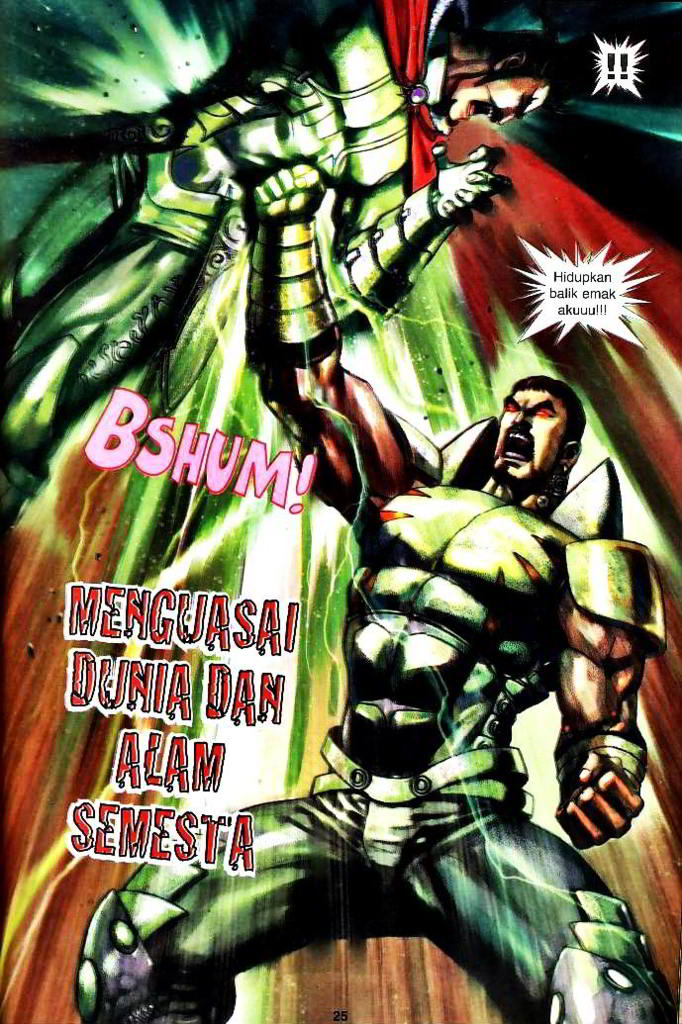 !!
Hidupkan
balik emak
akuuu!!!
BSHUM!
MENGUASAI
DUNIA DAN
ALAM
SEMESTA
25